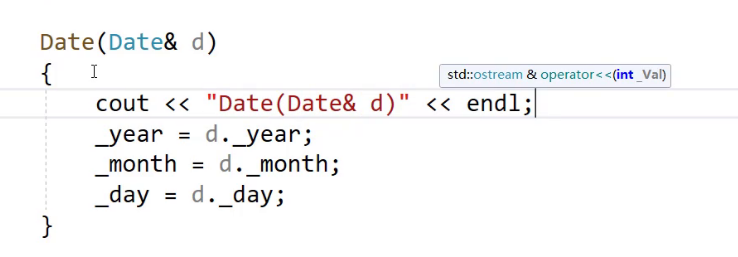 Date(Date& d)
{
std::ostream & operator<<(int _Val)
cout << "Date(Date& d)" << endl;
_year = d._year;
_month = d._month;
_day = d._day;
}